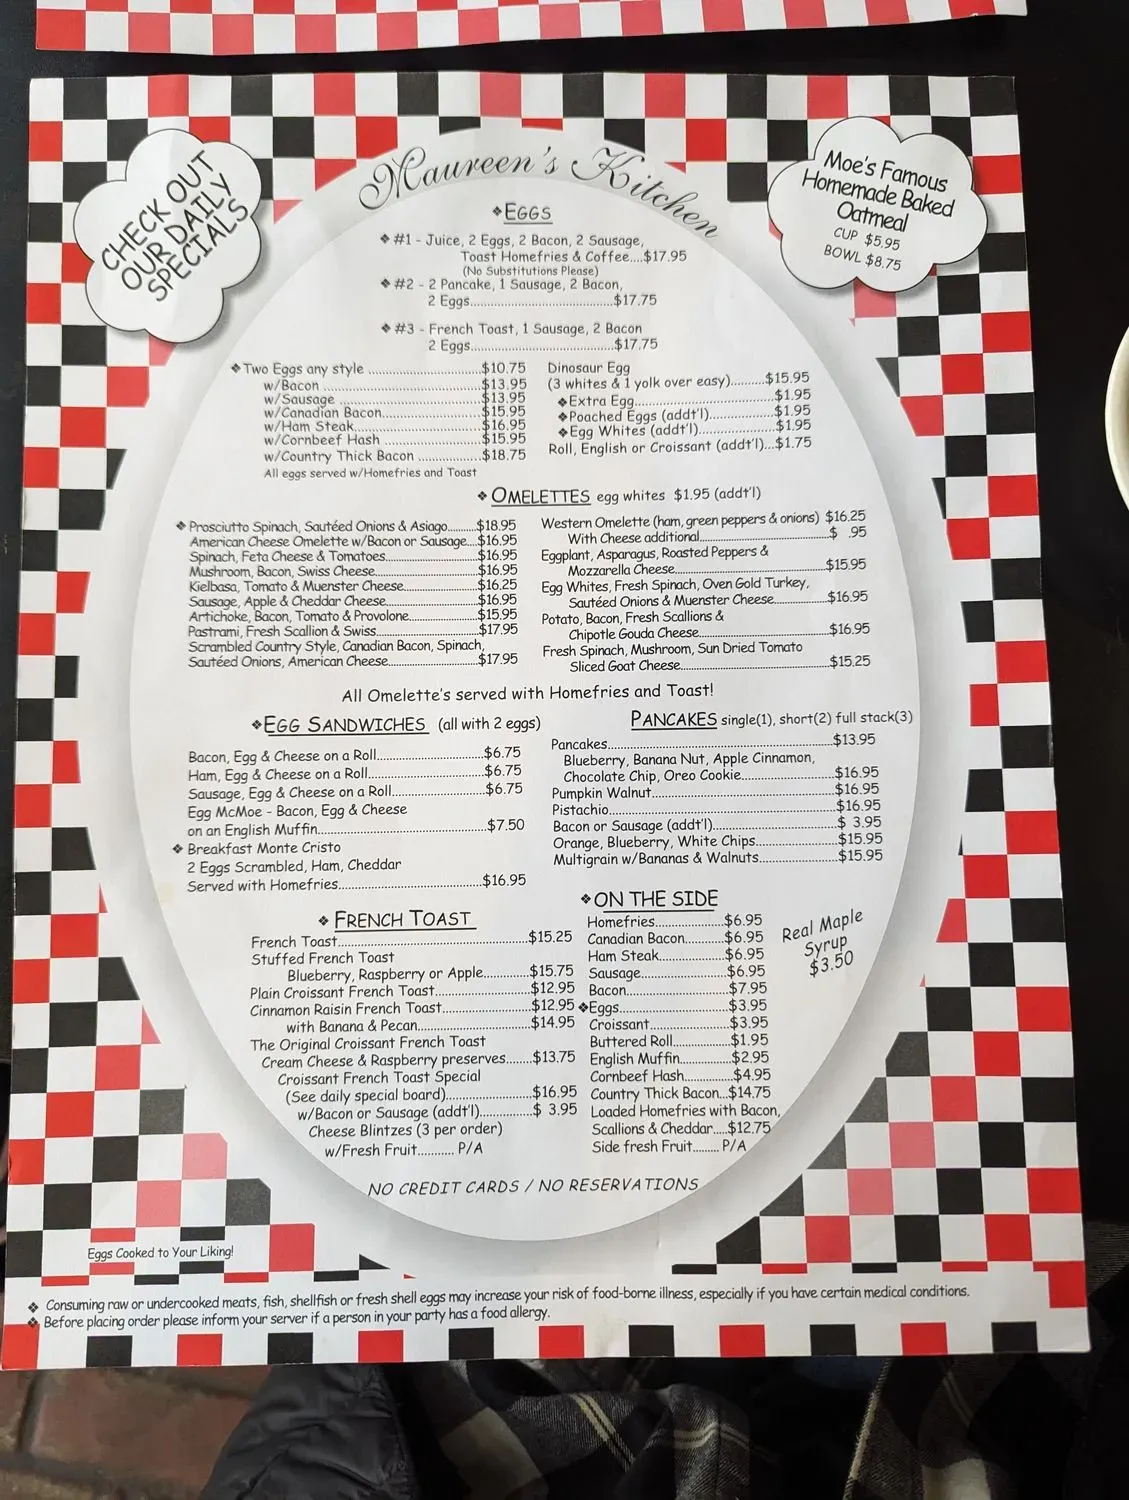 Maureen's Kitchen
CHECK OUT
OUR DAILY
SPECIALS
Moe's Famous
Homemade Baked
Oatmeal
CUP $5.95
BOWL $8.75
❖EGGS
❖ #1 - Juice, 2 Eggs, 2 Bacon, 2 Sausage,
Toast Homefries & Coffee....$17.95
(No Substitutions Please)
❖ #2 - 2 Pancake, 1 Sausage, 2 Bacon,
2 Eggs...............................$17.75
❖ #3 - French Toast, 1 Sausage, 2 Bacon
2 Eggs...............................$17.75
❖ Two Eggs any style ........................$10.75
w/Bacon ..................................$13.95
w/Sausage ..............................$13.95
w/Canadian Bacon.....................$15.95
w/Ham Steak...........................$16.95
w/Cornbeef Hash .....................$15.95
w/Country Thick Bacon ..............$18.75
All eggs served w/Homefries and Toast
Dinosaur Egg
(3 whites & 1 yolk over easy).........$15.95
❖Extra Egg..............................$1.95
❖Poached Eggs (addt'l)..............$1.95
❖Egg Whites (addt'l).................$1.95
Roll, English or Croissant (addt'l)...$1.75
❖ OMELETTES egg whites $1.95 (addt'l)
❖ Prosciutto Spinach, Sautéed Onions & Asiago.........$18.95
American Cheese Omelette w/Bacon or Sausage....$16.95
Spinach, Feta Cheese & Tomatoes........................$16.95
Mushroom, Bacon, Swiss Cheese...........................$16.95
Kielbasa, Tomato & Muenster Cheese...................$16.25
Sausage, Apple & Cheddar Cheese........................$16.95
Artichoke, Bacon, Tomato & Provolone..................$15.95
Pastrami, Fresh Scallion & Swiss...........................$17.95
Scrambled Country Style, Canadian Bacon, Spinach,
Sautéed Onions, American Cheese.......................$17.95
Western Omelette (ham, green peppers & onions) $16.25
With Cheese additional..................................$ .95
Eggplant, Asparagus, Roasted Peppers &
Mozzarella Cheese.......................................$15.95
Egg Whites, Fresh Spinach, Oven Gold Turkey,
Sautéed Onions & Muenster Cheese..............$16.95
Potato, Bacon, Fresh Scallions &
Chipotle Gouda Cheese..................................$16.95
Fresh Spinach, Mushroom, Sun Dried Tomato
Sliced Goat Cheese.......................................$15.25
All Omelette's served with Homefries and Toast!
❖EGG SANDWICHES (all with 2 eggs)
Bacon, Egg & Cheese on a Roll.......................$6.75
Ham, Egg & Cheese on a Roll.........................$6.75
Sausage, Egg & Cheese on a Roll....................$6.75
Egg McMoe - Bacon, Egg & Cheese
on an English Muffin....................................$7.50
❖ Breakfast Monte Cristo
2 Eggs Scrambled, Ham, Cheddar
Served with Homefries...............................$16.95
PANCAKES single(1), short(2) full stack(3)
Pancakes................................................$13.95
Blueberry, Banana Nut, Apple Cinnamon,
Chocolate Chip, Oreo Cookie....................$16.95
Pumpkin Walnut.......................................$16.95
Pistachio.................................................$16.95
Bacon or Sausage (addt'l)..........................$ 3.95
Orange, Blueberry, White Chips.................$15.95
Multigrain w/Bananas & Walnuts................$15.95
❖ FRENCH TOAST
French Toast.........................................$15.25
Stuffed French Toast
Blueberry, Raspberry or Apple..........$15.75
Plain Croissant French Toast....................$12.95
Cinnamon Raisin French Toast...................$12.95
with Banana & Pecan.........................$14.95
The Original Croissant French Toast
Cream Cheese & Raspberry preserves.......$13.75
Croissant French Toast Special
(See daily special board)...................$16.95
w/Bacon or Sausage (addt'l)..............$ 3.95
Cheese Blintzes (3 per order)
w/Fresh Fruit........... P/A
❖ON THE SIDE
Homefries...............$6.95
Canadian Bacon..........$6.95
Ham Steak................$6.95
Sausage....................$6.95
Bacon.......................$7.95
❖Eggs.........................$3.95
Croissant..................$3.95
Buttered Roll.............$1.95
English Muffin............$2.95
Cornbeef Hash............$4.95
Country Thick Bacon...$14.75
Loaded Homefries with Bacon,
Scallions & Cheddar....$12.75
Side fresh Fruit........ P/A
Real Maple
Syrup
$3.50
NO CREDIT CARDS / NO RESERVATIONS
Eggs Cooked to Your Liking!
❖ Consuming raw or undercooked meats, fish, shellfish or fresh shell eggs may increase your risk of food-borne illness, especially if you have certain medical conditions.
❖ Before placing order please inform your server if a person in your party has a food allergy.